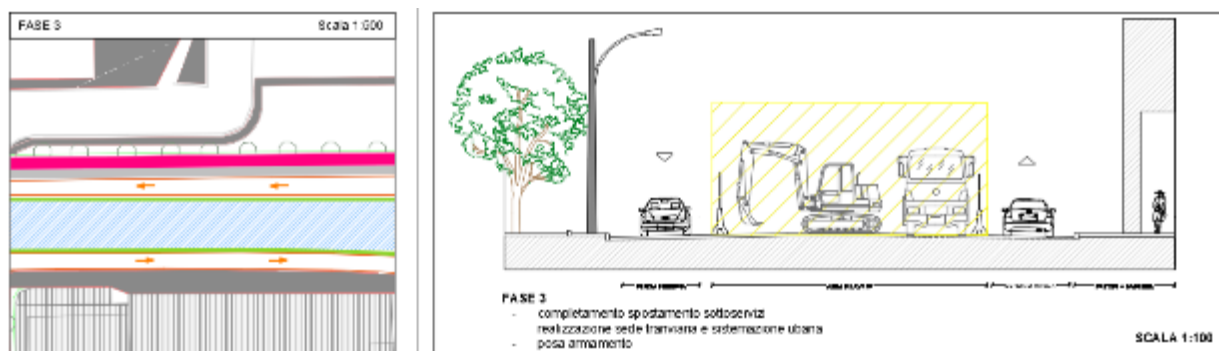 FASE 3
Scala 1:500
FASE 3
- completamento spostamento sottoservizi
realizzazione sede tranviaria e sistemazione ubana
- posa armamento
SCALA 1:100